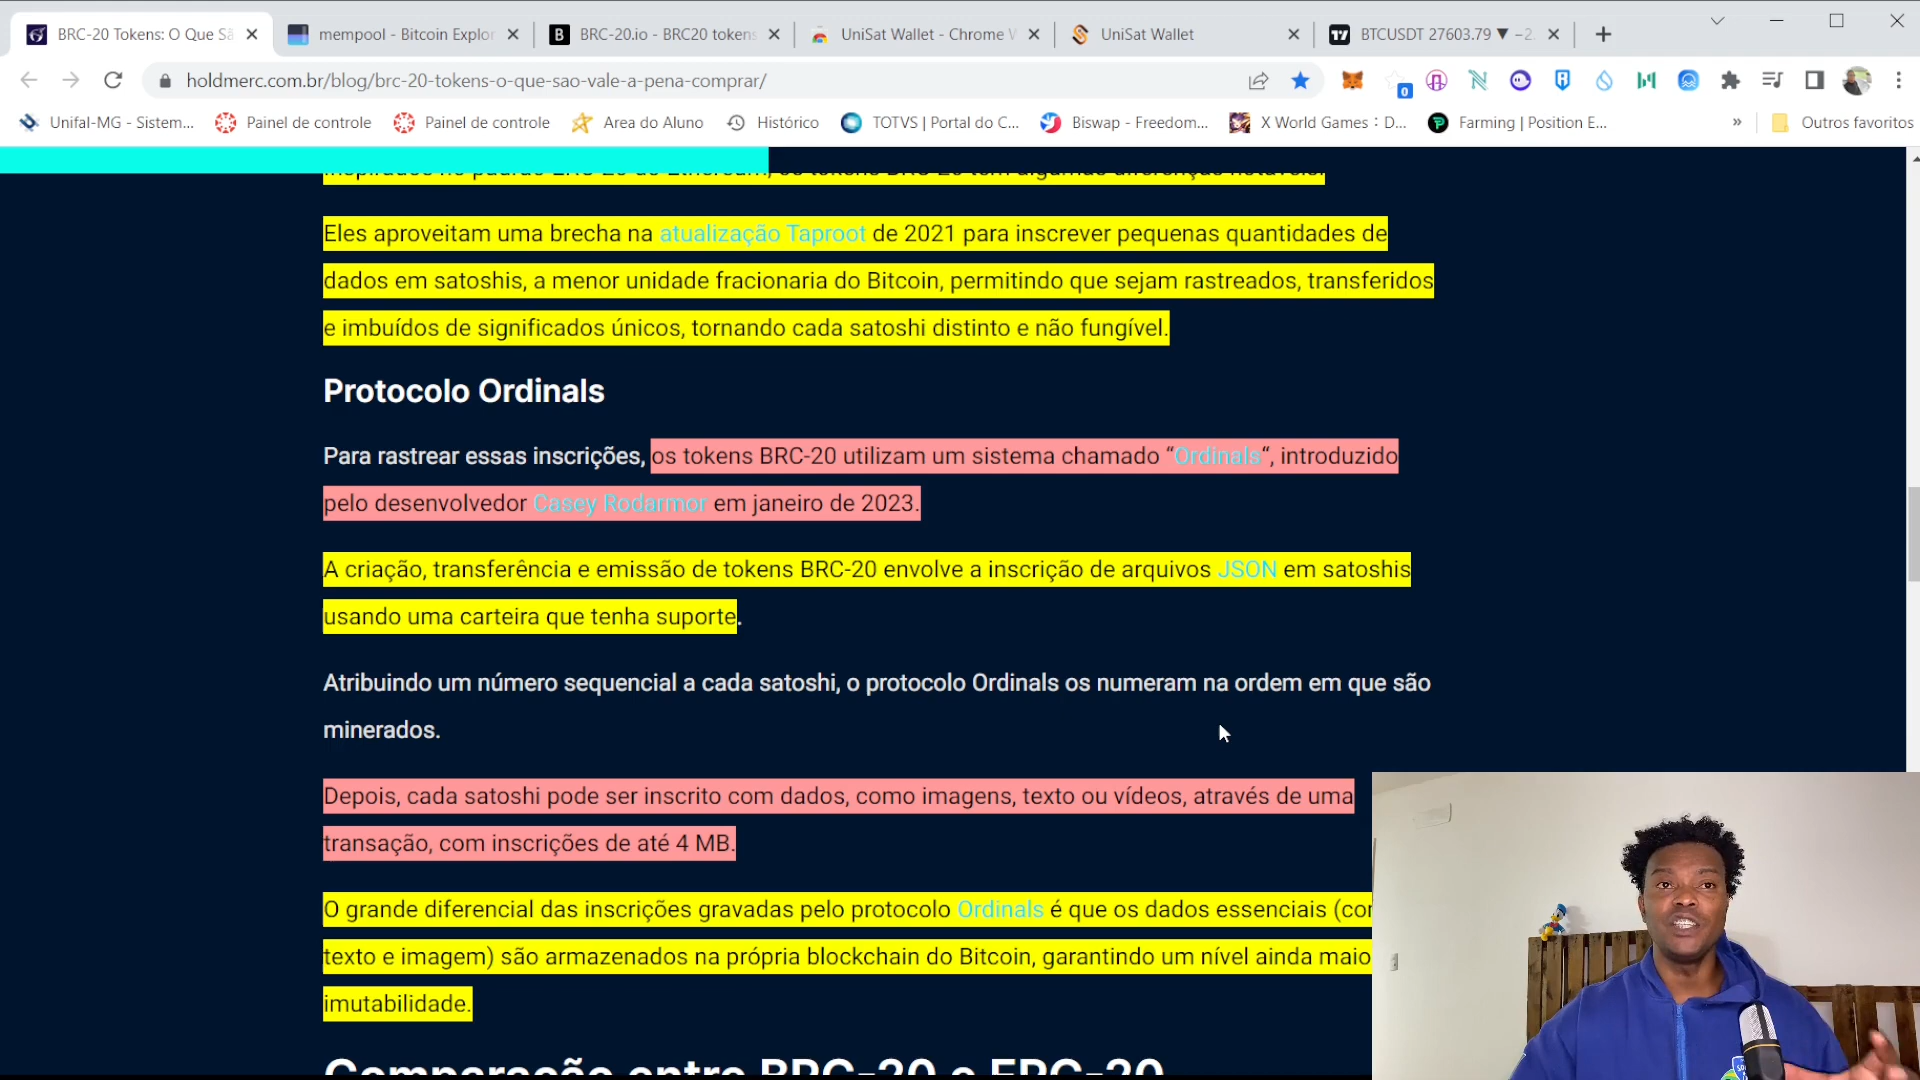 BRC-20 Tokens: O Que Sã
mempool - Bitcoin Explor
BRC-20.io - BRC20 tokens
UniSat Wallet - Chrome W
UniSat Wallet
BTCUSDT 27603.79 ▼ −2.
holdmerc.com.br/blog/brc-20-tokens-o-que-sao-vale-a-pena-comprar/
0
Unifal-MG - Sistem...
Painel de controle
Painel de controle
Area do Aluno
Histórico
TOTVS | Portal do C...
Biswap - Freedom...
X World Games : D...
Farming | Position E...
»
Outros favoritos
Eles aproveitam uma brecha na atualização Taproot de 2021 para inscrever pequenas quantidades de
dados em satoshis, a menor unidade fracionaria do Bitcoin, permitindo que sejam rastreados, transferidos
e imbuídos de significados únicos, tornando cada satoshi distinto e não fungível.
Protocolo Ordinals
Para rastrear essas inscrições, os tokens BRC-20 utilizam um sistema chamado “Ordinals“, introduzido
pelo desenvolvedor Casey Rodarmor em janeiro de 2023.
A criação, transferência e emissão de tokens BRC-20 envolve a inscrição de arquivos JSON em satoshis
usando uma carteira que tenha suporte.
Atribuindo um número sequencial a cada satoshi, o protocolo Ordinals os numeram na ordem em que são
minerados.
Depois, cada satoshi pode ser inscrito com dados, como imagens, texto ou vídeos, através de uma
transação, com inscrições de até 4 MB.
O grande diferencial das inscrições gravadas pelo protocolo Ordinals é que os dados essenciais (cor
texto e imagem) são armazenados na própria blockchain do Bitcoin, garantindo um nível ainda maio
imutabilidade.
Comparação entre BRC-20 e ERC-20